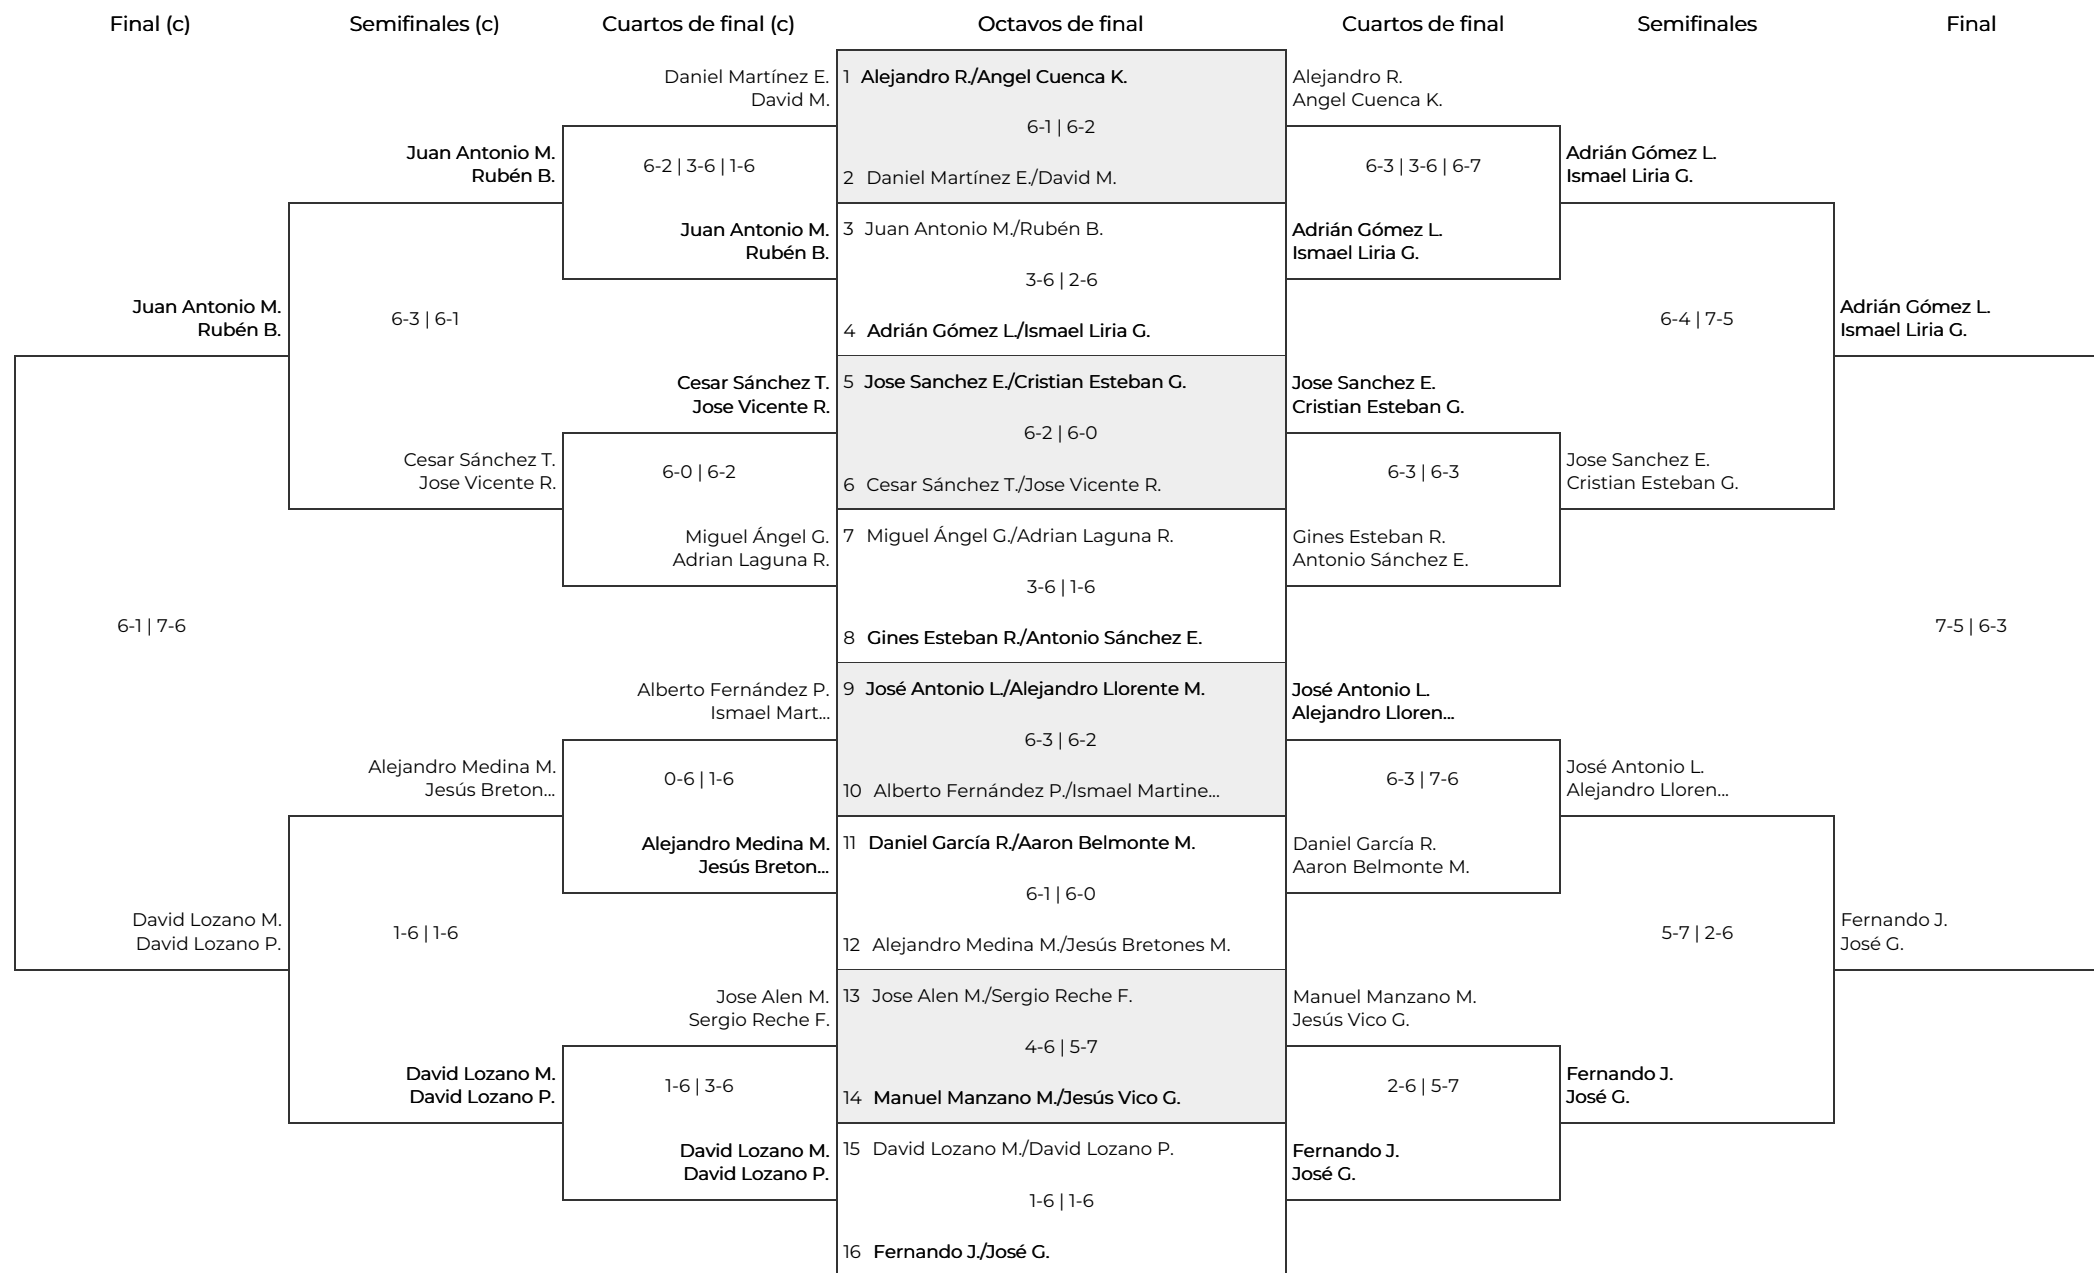 Final (c)
Semifinales (c)
Cuartos de final (c)
Octavos de final
Cuartos de final
Semifinales
Final
Juan Antonio M.
Rubén B.
6-1 | 7-6
David Lozano M.
David Lozano P.
Juan Antonio M.
Rubén B.
6-3 | 6-1
Cesar Sánchez T.
Jose Vicente R.
Alejandro Medina M.
Jesús Breton...
1-6 | 1-6
David Lozano M.
David Lozano P.
Daniel Martínez E.
David M.
6-2 | 3-6 | 1-6
Juan Antonio M.
Rubén B.
Cesar Sánchez T.
Jose Vicente R.
6-0 | 6-2
Miguel Ángel G.
Adrian Laguna R.
Alberto Fernández P.
Ismael Mart...
0-6 | 1-6
Alejandro Medina M.
Jesús Breton...
Jose Alen M.
Sergio Reche F.
1-6 | 3-6
David Lozano M.
David Lozano P.
1 Alejandro R./Angel Cuenca K.
6-1 | 6-2
2 Daniel Martínez E./David M.
3 Juan Antonio M./Rubén B.
3-6 | 2-6
4 Adrián Gómez L./Ismael Liria G.
5 Jose Sanchez E./Cristian Esteban G.
6-2 | 6-0
6 Cesar Sánchez T./Jose Vicente R.
7 Miguel Ángel G./Adrian Laguna R.
3-6 | 1-6
8 Gines Esteban R./Antonio Sánchez E.
9 José Antonio L./Alejandro Llorente M.
6-3 | 6-2
10 Alberto Fernández P./Ismael Martine...
11 Daniel García R./Aaron Belmonte M.
6-1 | 6-0
12 Alejandro Medina M./Jesús Bretones M.
13 Jose Alen M./Sergio Reche F.
4-6 | 5-7
14 Manuel Manzano M./Jesús Vico G.
15 David Lozano M./David Lozano P.
1-6 | 1-6
16 Fernando J./José G.
Alejandro R.
Angel Cuenca K.
6-3 | 3-6 | 6-7
Adrián Gómez L.
Ismael Liria G.
Jose Sanchez E.
Cristian Esteban G.
6-3 | 6-3
Gines Esteban R.
Antonio Sánchez E.
José Antonio L.
Alejandro Lloren...
6-3 | 7-6
Daniel García R.
Aaron Belmonte M.
Manuel Manzano M.
Jesús Vico G.
2-6 | 5-7
Fernando J.
José G.
Adrián Gómez L.
Ismael Liria G.
6-4 | 7-5
Jose Sanchez E.
Cristian Esteban G.
José Antonio L.
Alejandro Lloren...
5-7 | 2-6
Fernando J.
José G.
Adrián Gómez L.
Ismael Liria G.
7-5 | 6-3
Fernando J.
José G.